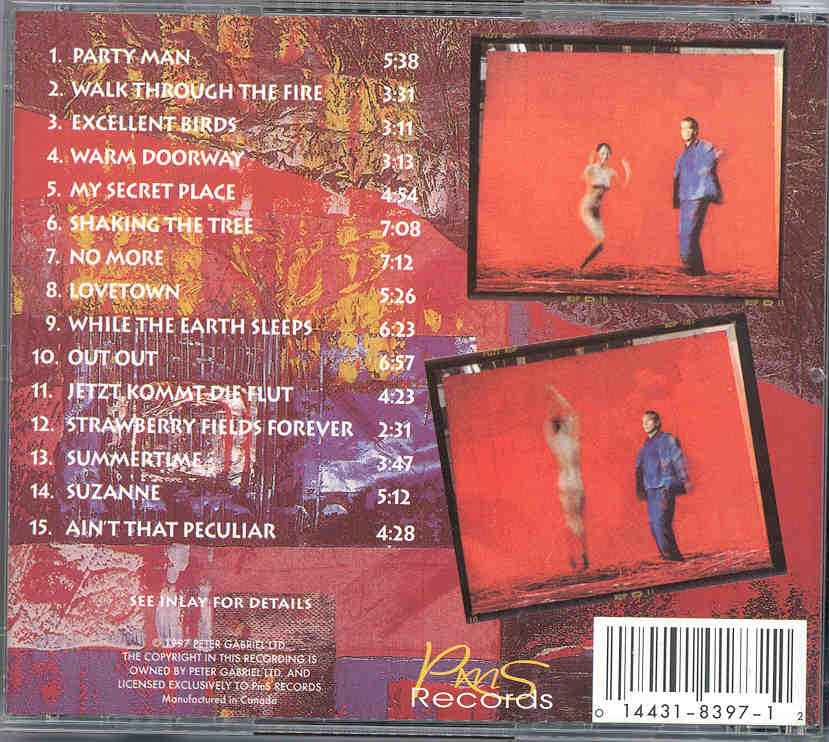 1. PARTY MAN 5:38
2. WALK THROUGH THE FIRE 3:31
3. EXCELLENT BIRDS 3:11
4. WARM DOORWAY 3:13
5. MY SECRET PLACE 4:54
6. SHAKING THE TREE 7:08
7. NO MORE 7:12
8. LOVETOWN 5:26
9. WHILE THE EARTH SLEEPS 6:23
10. OUT OUT 6:57
11. JETZT KOMMT DIE FLUT 4:23
12. STRAWBERRY FIELDS FOREVER 2:31
13. SUMMERTIME 3:47
14. SUZANNE 5:12
15. AIN'T THAT PECULIAR 4:28
SEE INLAY FOR DETAILS
© 1997 PETER GABRIEL LTD.
THE COPYRIGHT IN THIS RECORDING IS
OWNED BY PETER GABRIEL LTD. AND
LICENSED EXCLUSIVELY TO PmS RECORDS
Manufactured in Canada
PmS
Records
0 14431-8397-1 2